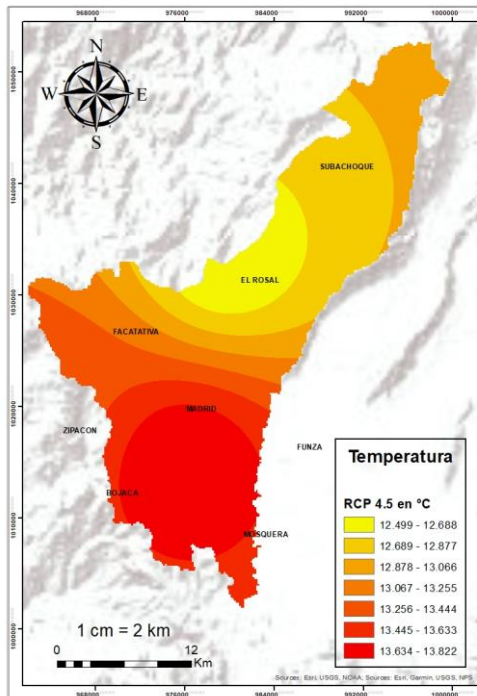 968000 976000 984000 992000 1000000
N
W E
S
1050000
1040000
1030000
1020000
1010000
1000000
SUBACHOQUE
EL ROSAL
FACATATIVA
MADRID
ZIPACON
FUNZA
BOJACA
MOSQUERA
Temperatura
RCP 4.5 en °C
12.499 - 12.688
12.689 - 12.877
12.878 - 13.066
13.067 - 13.255
13.256 - 13.444
13.445 - 13.633
13.634 - 13.822
1 cm = 2 km
0 12
Km
Sources: Esri, USGS, NOAA; Sources: Esri, Garmin, USGS, NPS
968000 976000 984000 992000 1000000